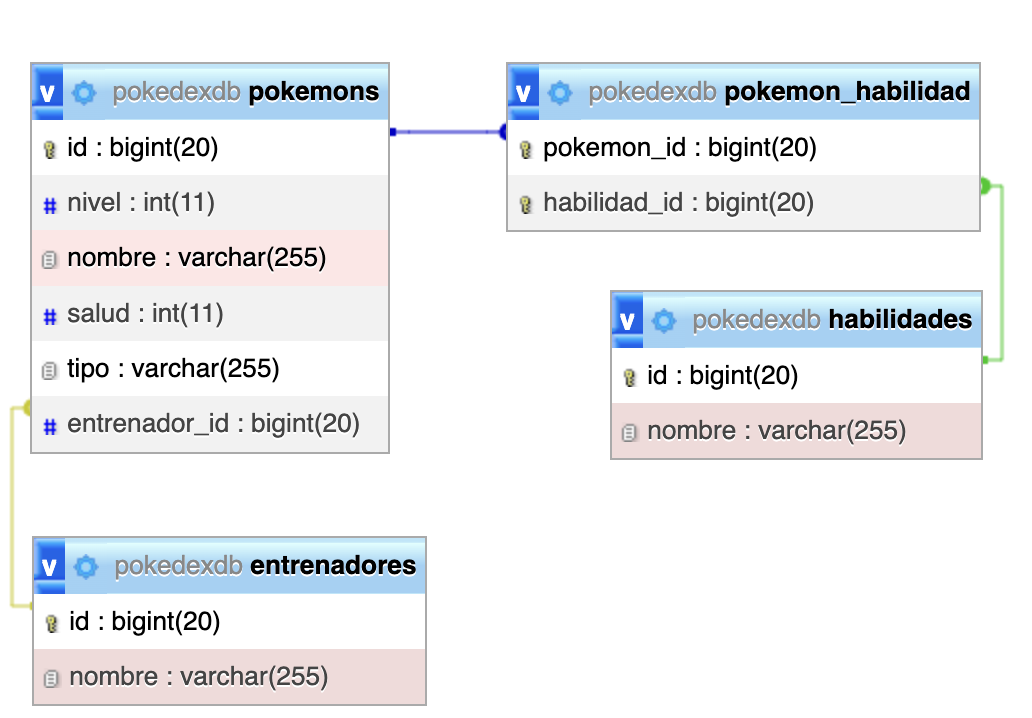 v pokedexdb pokemons
id : bigint(20)
# nivel : int(11)
nombre : varchar(255)
# salud : int(11)
tipo : varchar(255)
# entrenador_id : bigint(20)
v pokedexdb pokemon_habilidad
pokemon_id : bigint(20)
habilidad_id : bigint(20)
v pokedexdb habilidades
id : bigint(20)
nombre : varchar(255)
v pokedexdb entrenadores
id : bigint(20)
nombre : varchar(255)